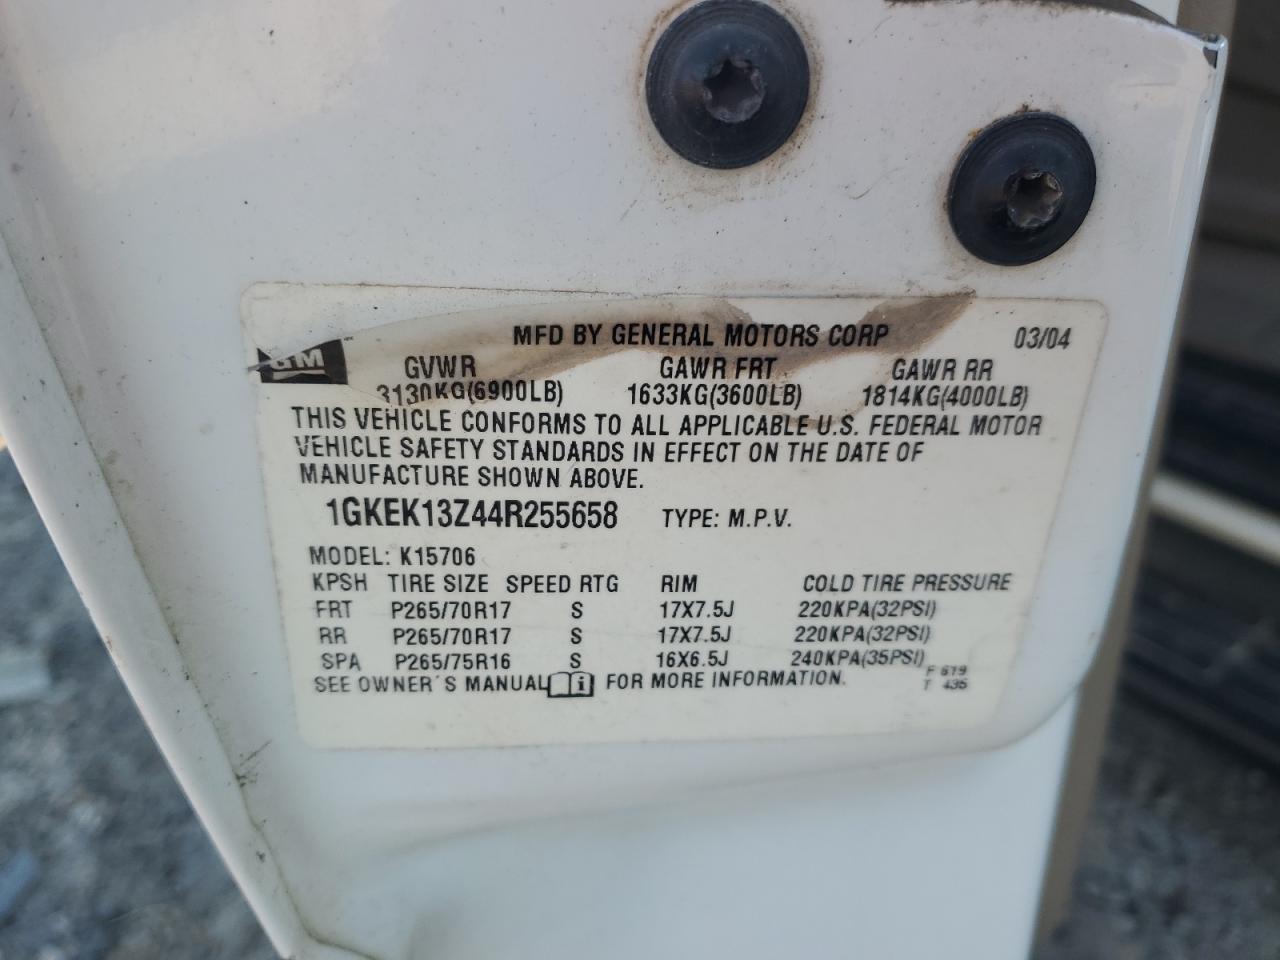 MFD BY GENERAL MOTORS CORP 03/04
GM GVWR GAWR FRT GAWR RR
3130KG(6900LB) 1633KG(3600LB) 1814KG(4000LB)
THIS VEHICLE CONFORMS TO ALL APPLICABLE U.S. FEDERAL MOTOR
VEHICLE SAFETY STANDARDS IN EFFECT ON THE DATE OF
MANUFACTURE SHOWN ABOVE.
1GKEK13Z44R255658 TYPE: M.P.V.
MODEL: K15706
KPSH TIRE SIZE SPEED RTG RIM COLD TIRE PRESSURE
FRT P265/70R17 S 17X7.5J 220KPA(32PSI)
RR P265/70R17 S 17X7.5J 220KPA(32PSI)
SPA P265/75R16 S 16X6.5J 240KPA(35PSI)
SEE OWNER'S MANUAL i FOR MORE INFORMATION. F 619
T 435